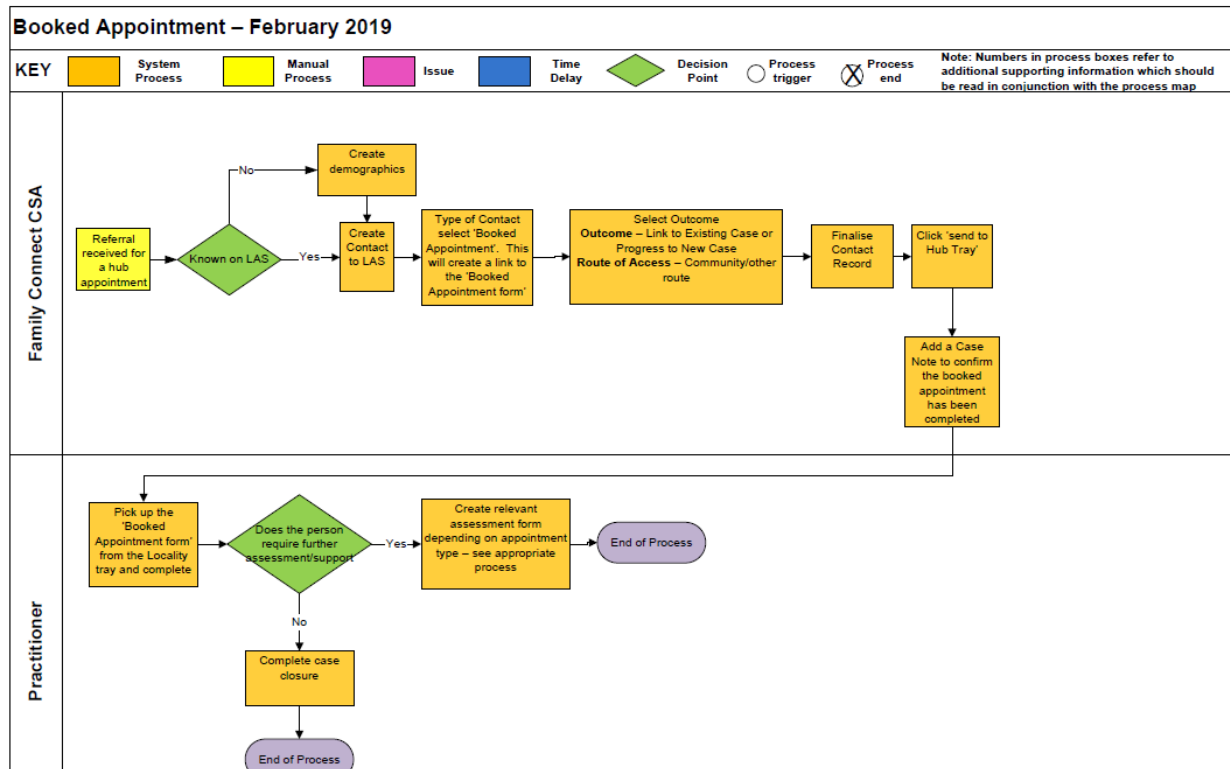 Booked Appointment – February 2019
KEY
System
Process
Manual
Process
Issue
Time
Delay
Decision
Point
Process
trigger
X
Process
end
Note: Numbers in process boxes refer to
additional supporting information which should
be read in conjunction with the process map
Family Connect CSA
Referral
received for
a hub
appointment
Known on LAS
No
Yes
Create
demographics
Create
Contact
to LAS
Type of Contact
select 'Booked
Appointment'. This
will create a link to
the 'Booked
Appointment form'
Select Outcome
Outcome – Link to Existing Case or
Progress to New Case
Route of Access – Community/other
route
Finalise
Contact
Record
Click 'send to
Hub Tray'
Add a Case
Note to confirm
the booked
appointment
has been
completed
Practitioner
Pick up the
'Booked
Appointment form'
from the Locality
tray and complete
Does the person
require further
assessment/support
Yes
Create relevant
assessment form
depending on appointment
type – see appropriate
process
End of Process
No
Complete case
closure
End of Process